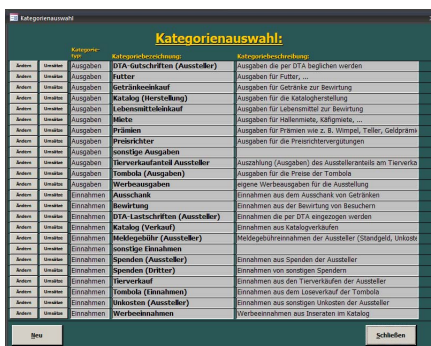 Kategorienauswahl
Kategorienauswahl:
Kategorie-
typ: Kategoriebezeichnung: Kategoriebeschreibung:
Ändern Umsätze Ausgaben DTA-Gutschriften (Aussteller) Ausgaben die per DTA beglichen werden
Ändern Umsätze Ausgaben Futter Ausgaben für Futter, ...
Ändern Umsätze Ausgaben Getränkeeinkauf Ausgaben für Getränke zur Bewirtung
Ändern Umsätze Ausgaben Katalog (Herstellung) Ausgaben für die Katalogherstellung
Ändern Umsätze Ausgaben Lebensmitteleinkauf Ausgaben für Lebensmittel zur Bewirtung
Ändern Umsätze Ausgaben Miete Ausgaben für Hallenmiete, Käfigmiete, ...
Ändern Umsätze Ausgaben Prämien Ausgaben für Prämien wie z. B. Wimpel, Teller, Geldprämi
Ändern Umsätze Ausgaben Preisrichter Ausgaben für die Preisrichtervergütungen
Ändern Umsätze Ausgaben sonstige Ausgaben
Ändern Umsätze Ausgaben Tierverkaufanteil Aussteller Auszahlung (Ausgaben) des Ausstelleranteils am Tierverka
Ändern Umsätze Ausgaben Tombola (Ausgaben) Ausgaben für die Preise der Tombola
Ändern Umsätze Ausgaben Werbeausgaben eigene Werbeausgaben für die Ausstellung
Ändern Umsätze Einnahmen Ausschank Einnahmen aus dem Ausschank von Getränken
Ändern Umsätze Einnahmen Bewirtung Einnahmen aus der Bewirtung von Besuchern
Ändern Umsätze Einnahmen DTA-Lastschriften (Aussteller) Einnahmen die per DTA eingezogen werden
Ändern Umsätze Einnahmen Katalog (Verkauf) Einnahmen aus Katalogverkäufen
Ändern Umsätze Einnahmen Meldegebühr (Aussteller) Meldegebühreinnahmen der Aussteller (Standgeld, Unkoste
Ändern Umsätze Einnahmen sonstige Einnahmen
Ändern Umsätze Einnahmen Spenden (Aussteller) Einnahmen aus Spenden der Aussteller
Ändern Umsätze Einnahmen Spenden (Dritter) Einnahmen von sonstigen Spendern
Ändern Umsätze Einnahmen Tierverkauf Einnahmen aus den Tierverkäufen der Aussteller
Ändern Umsätze Einnahmen Tombola (Einnahmen) Einnahmen aus dem Loseverkauf der Tombola
Ändern Umsätze Einnahmen Unkosten (Aussteller) Einnahmen aus sonstigen Unkosten der Aussteller
Ändern Umsätze Einnahmen Werbeeinnahmen Werbeeinnahmen aus Inseraten im Katalog
Neu Schließen